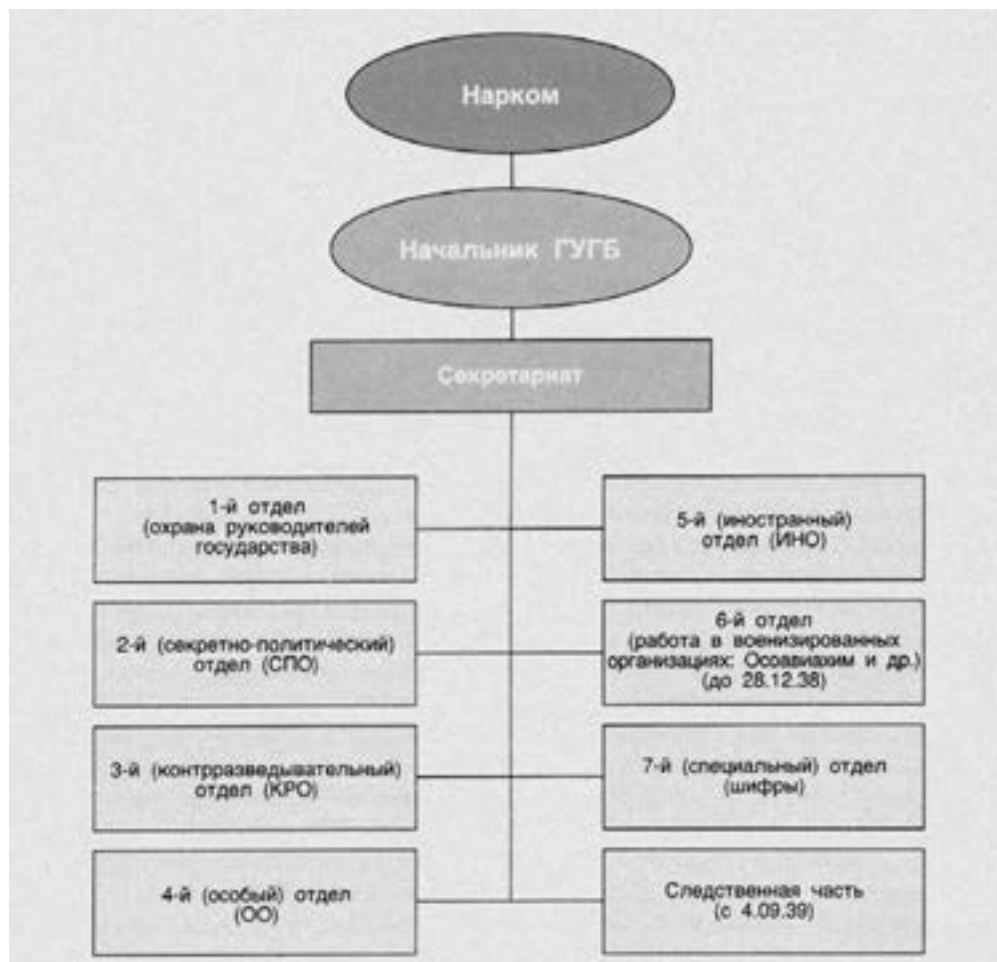 Нарком
Начальник ГУГБ
Секретариат
1-й отдел
(охрана руководителей
государства)
2-й (секретно-политический)
отдел (СПО)
3-й (контрразведывательный)
отдел (КРО)
4-й (особый) отдел
(ОО)
5-й (иностранный)
отдел (ИНО)
6-й отдел
(работа в военизированных
организациях: Осоавиахим и др.)
(до 28.12.38)
7-й (специальный) отдел
(шифры)
Следственная часть
(с 4.09.39)